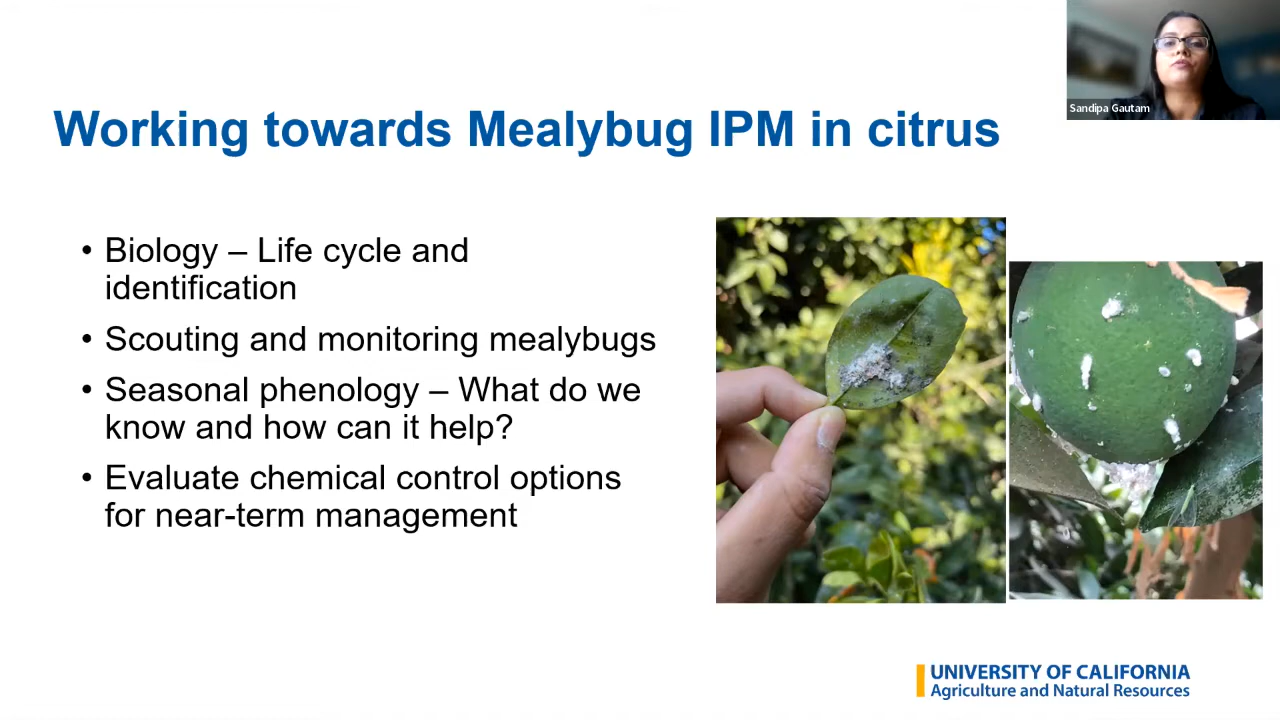 Sandipa Gautam
Working towards Mealybug IPM in citrus
• Biology – Life cycle and
identification
• Scouting and monitoring mealybugs
• Seasonal phenology – What do we
know and how can it help?
• Evaluate chemical control options
for near-term management
UNIVERSITY OF CALIFORNIA
Agriculture and Natural Resources